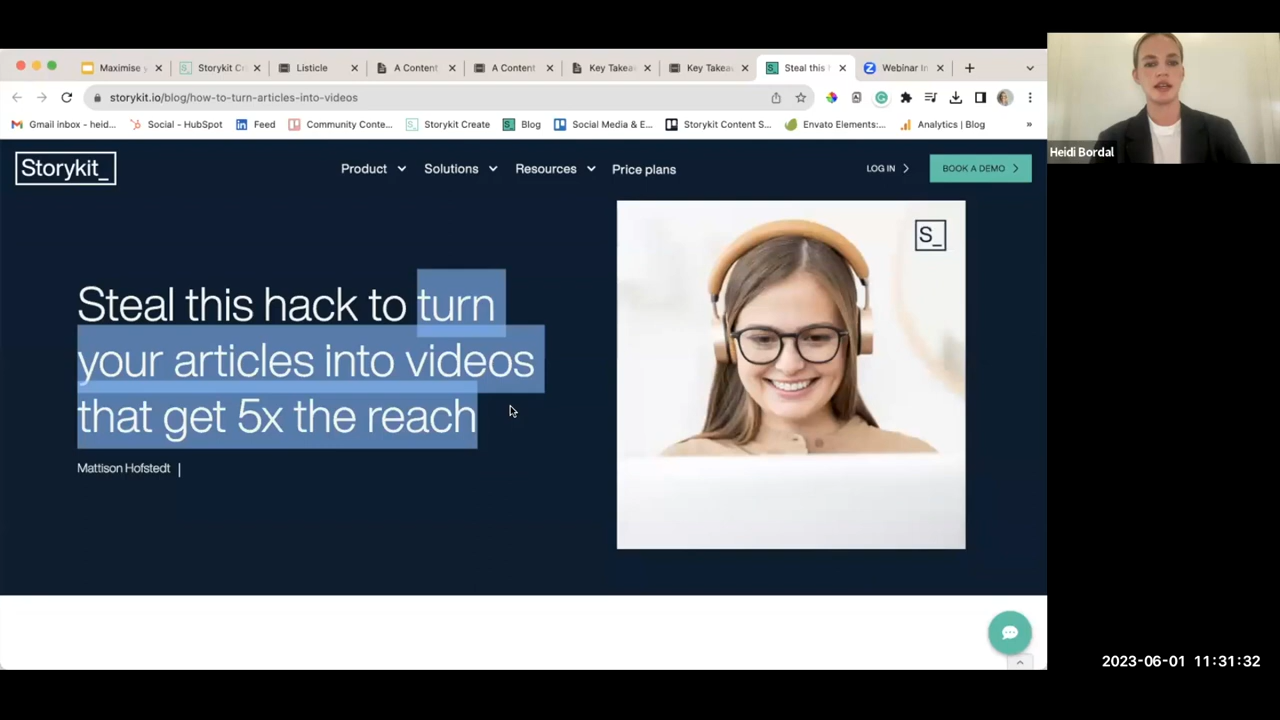 Maximise y
Storykit Cr
Listicle
A Content
A Content
Key Takeav
Key Takeav
Steal this h
Webinar In
storykit.io/blog/how-to-turn-articles-into-videos
Gmail inbox - heid...
Social - HubSpot
Feed
Community Conte...
Storykit Create
Blog
Social Media & E...
Storykit Content S...
Envato Elements:...
Analytics | Blog
»
Storykit_
Product
Solutions
Resources
Price plans
LOG IN
BOOK A DEMO
S_
Steal this hack to turn
your articles into videos
that get 5x the reach
Mattison Hofstedt |
Heidi Bordal
2023-06-01 11:31:32